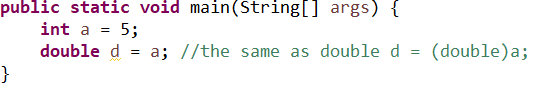 public static void main(String[] args) {
    int a = 5;
    double d = a; //the same as double d = (double)a;
}